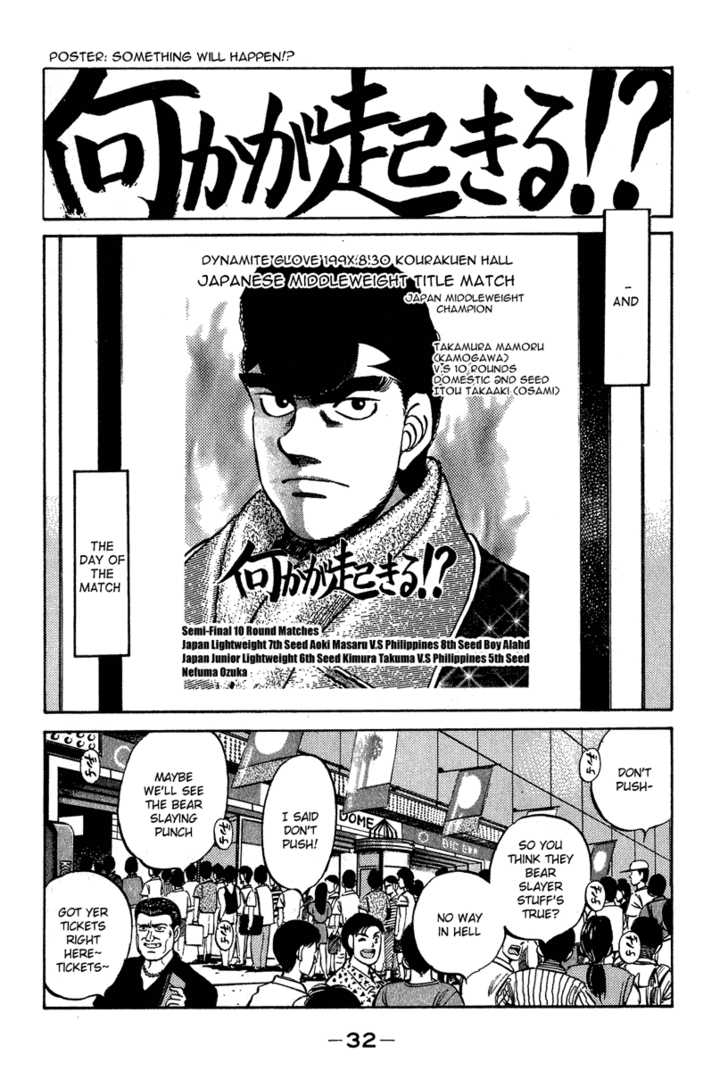 POSTER: SOMETHING WILL HAPPEN!?
何かが起きる!?
- AND
DYNAMITE GLOVE 199X.8.30 KOURAKUEN HALL
JAPANESE MIDDLEWEIGHT TITLE MATCH
JAPAN MIDDLEWEIGHT
CHAMPION
TAKAMURA MAMORU
(KAMOGAWA)
V.S 10 ROUNDS
DOMESTIC 2ND SEED
ITOU TAKAAKI (OSAMI)
THE
DAY OF
THE
MATCH
何かが起きる!?
Semi-Final 10 Round Matches
Japan Lightweight 7th Seed Aoki Masaru V.S Philippines 8th Seed Boy Alahd
Japan Junior Lightweight 6th Seed Kimura Takuma V.S Philippines 5th Seed
Nefuma Ozuka
DON'T
PUSH-
MAYBE
WE'LL SEE
THE BEAR
SLAYING
PUNCH
I SAID
DON'T
PUSH!
DOME
SO YOU
THINK THEY
BEAR
SLAYER
STUFF'S
TRUE?
NO WAY
IN HELL
GOT YER
TICKETS
RIGHT
HERE~
TICKETS~
-32-